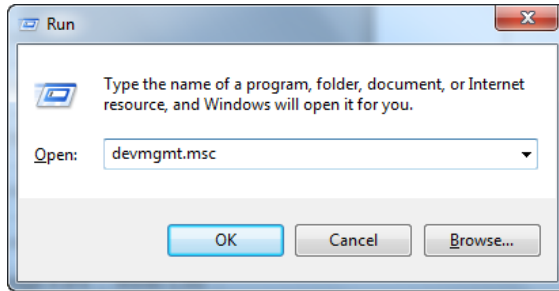 Run
Type the name of a program, folder, document, or Internet
resource, and Windows will open it for you.
Open: devmgmt.msc
OK Cancel Browse...